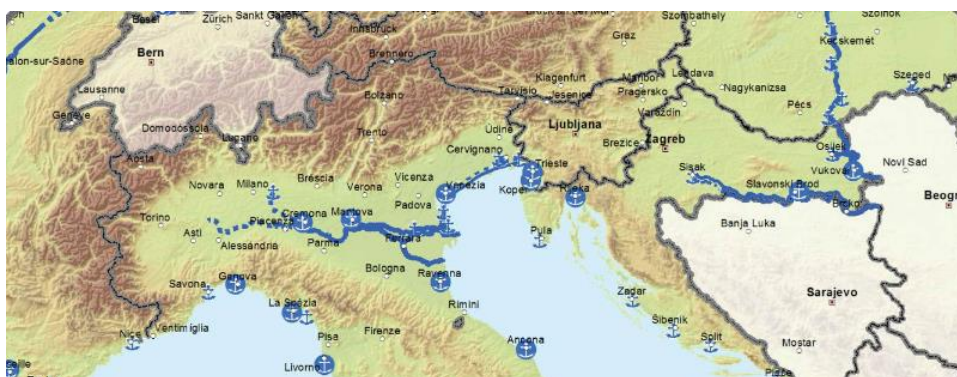 Basel
Zürich
Sankt Gallen
Innsbruck
Szombathely
Szolnok
Graz
Kecskemét
Bern
Brennero
Klagenfurt
Maribor
Lendava
Lausanne
Bolzano
Tarvisio
Jesenice
Pragersko
Nagykanizsa
Szeged
Genève
Varaždin
Pécs
Domodossola
Lugano
Trento
Udine
Ljubljana
Zagreb
Cervignano
Brezice
Osijek
Aosta
Trieste
Vukovar
Novi Sad
Novara
Milano
Brescia
Verona
Vicenza
Venezia
Koper
Rijeka
Sisak
Slavonski Brod
Padova
Brcko
Torino
Piacenza
Cremona
Mantova
Banja Luka
Asti
Alessandria
Parma
Ferrara
Pula
Bologna
Ravenna
Savona
Genova
Rimini
Zadar
Sarajevo
La Spezia
Nice
Ventimiglia
Pisa
Firenze
Šibenik
Split
Ancona
Mostar
Livorno